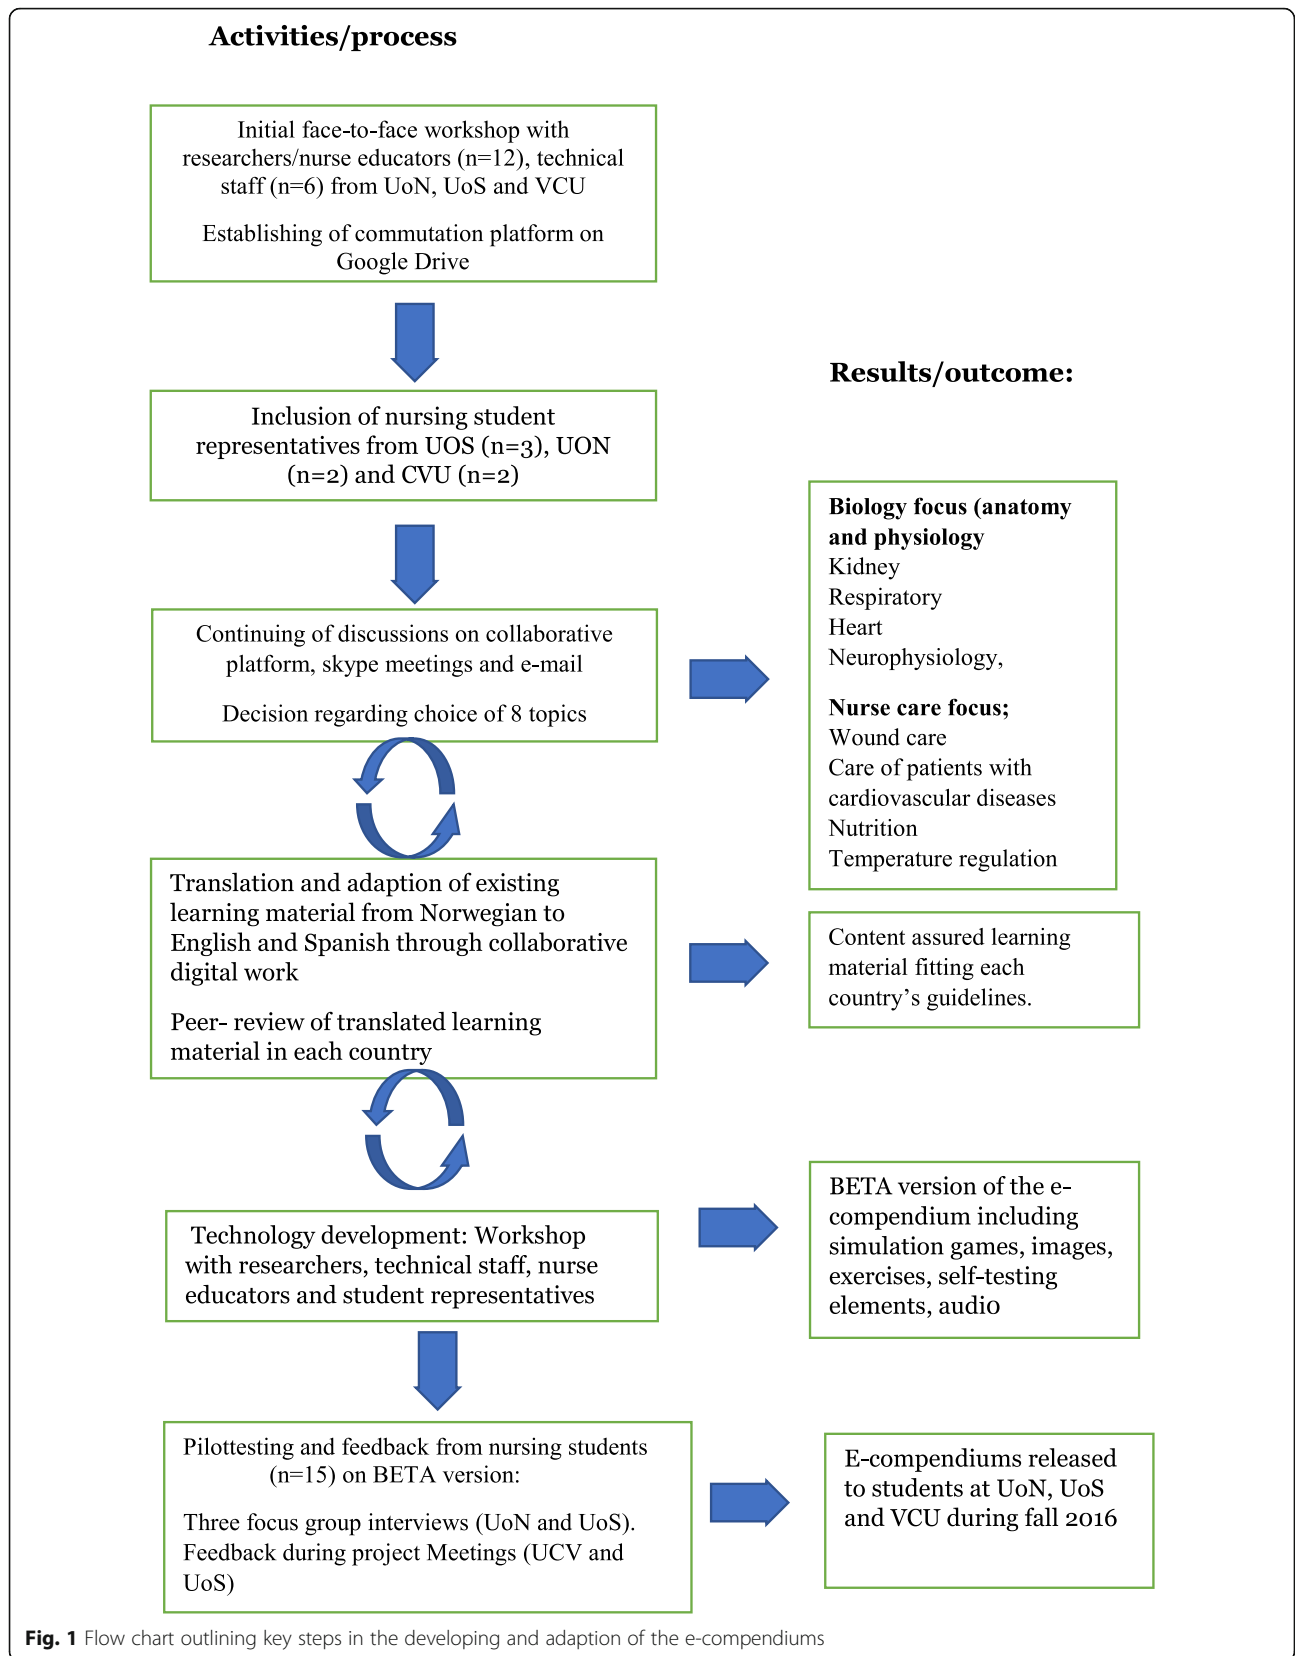 Activities/process
Initial face-to-face workshop with
researchers/nurse educators (n=12), technical
staff (n=6) from UoN, UoS and VCU
Establishing of commutation platform on
Google Drive
Inclusion of nursing student
representatives from UOS (n=3), UON
(n=2) and CVU (n=2)
Continuing of discussions on collaborative
platform, skype meetings and e-mail
Decision regarding choice of 8 topics
Translation and adaption of existing
learning material from Norwegian to
English and Spanish through collaborative
digital work
Peer- review of translated learning
material in each country
Technology development: Workshop
with researchers, technical staff, nurse
educators and student representatives
Pilottesting and feedback from nursing students
(n=15) on BETA version:
Three focus group interviews (UoN and UoS).
Feedback during project Meetings (UCV and
UoS)
Results/outcome:
Biology focus (anatomy
and physiology
Kidney
Respiratory
Heart
Neurophysiology,
Nurse care focus;
Wound care
Care of patients with
cardiovascular diseases
Nutrition
Temperature regulation
Content assured learning
material fitting each
country’s guidelines.
BETA version of the e-
compendium including
simulation games, images,
exercises, self-testing
elements, audi0
E-compendiums released
to students at UoN, UoS
and VCU during fall 2016
Fig. 1 Flow chart outlining key steps in the developing and adaption of the e-compendiums